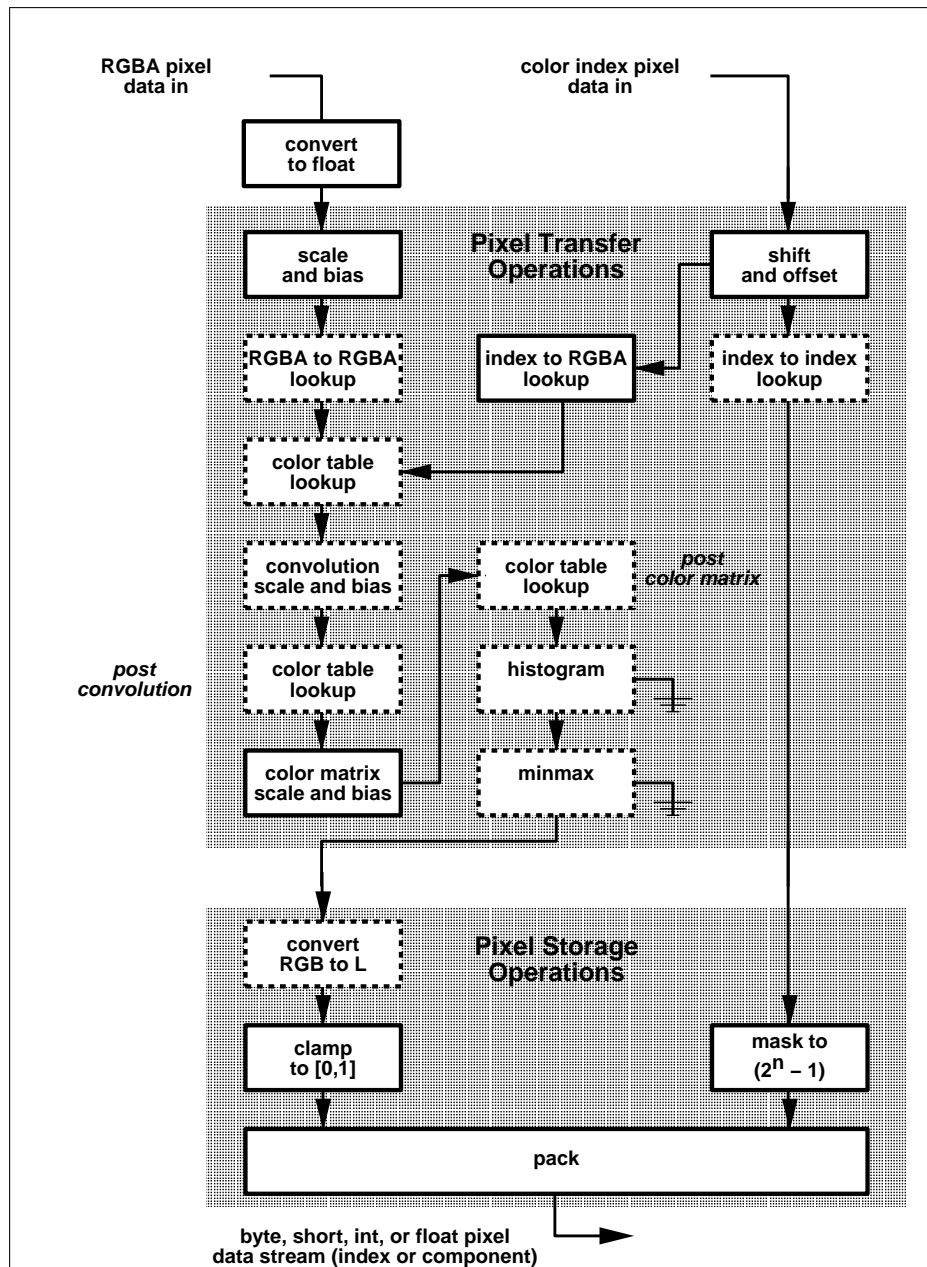 RGBA pixel
data in
color index pixel
data in
convert
to float
Pixel Transfer
Operations
scale
and bias
shift
and offset
RGBA to RGBA
lookup
index to RGBA
lookup
index to index
lookup
color table
lookup
convolution
scale and bias
color table
lookup
post
color matrix
post
convolution
color table
lookup
histogram
color matrix
scale and bias
minmax
Pixel Storage
Operations
convert
RGB to L
clamp
to [0,1]
mask to
(2ⁿ – 1)
pack
byte, short, int, or float pixel
data stream (index or component)